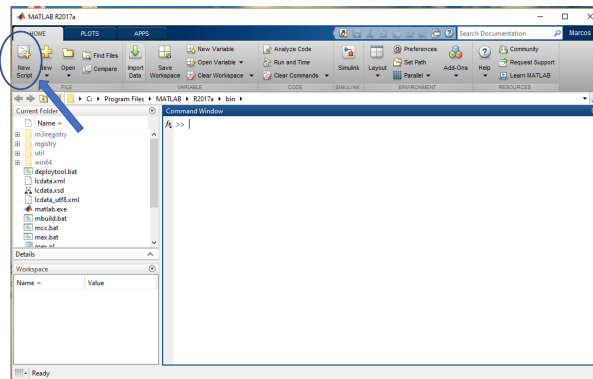 MATLAB R2017a
HOME PLOTS APPS
Search Documentation
Marcos
New Script
New
Open
Find Files
Compare
Import Data
Save Workspace
New Variable
Open Variable
Clear Workspace
Analyze Code
Run and Time
Clear Commands
Simulink
Layout
Preferences
Set Path
Parallel
Add-Ons
Help
Community
Request Support
Learn MATLAB
FILE VARIABLE CODE SIMULINK ENVIRONMENT RESOURCES
C: Program Files MATLAB R2017a bin
Current Folder
Command Window
Name
fx >>
m3iregistry
registry
util
win64
deploytool.bat
lcdata.xml
lcdata.xsd
lcdata_utf8.xml
matlab.exe
mbuild.bat
mcc.bat
mex.bat
Details
Workspace
Name Value
Ready